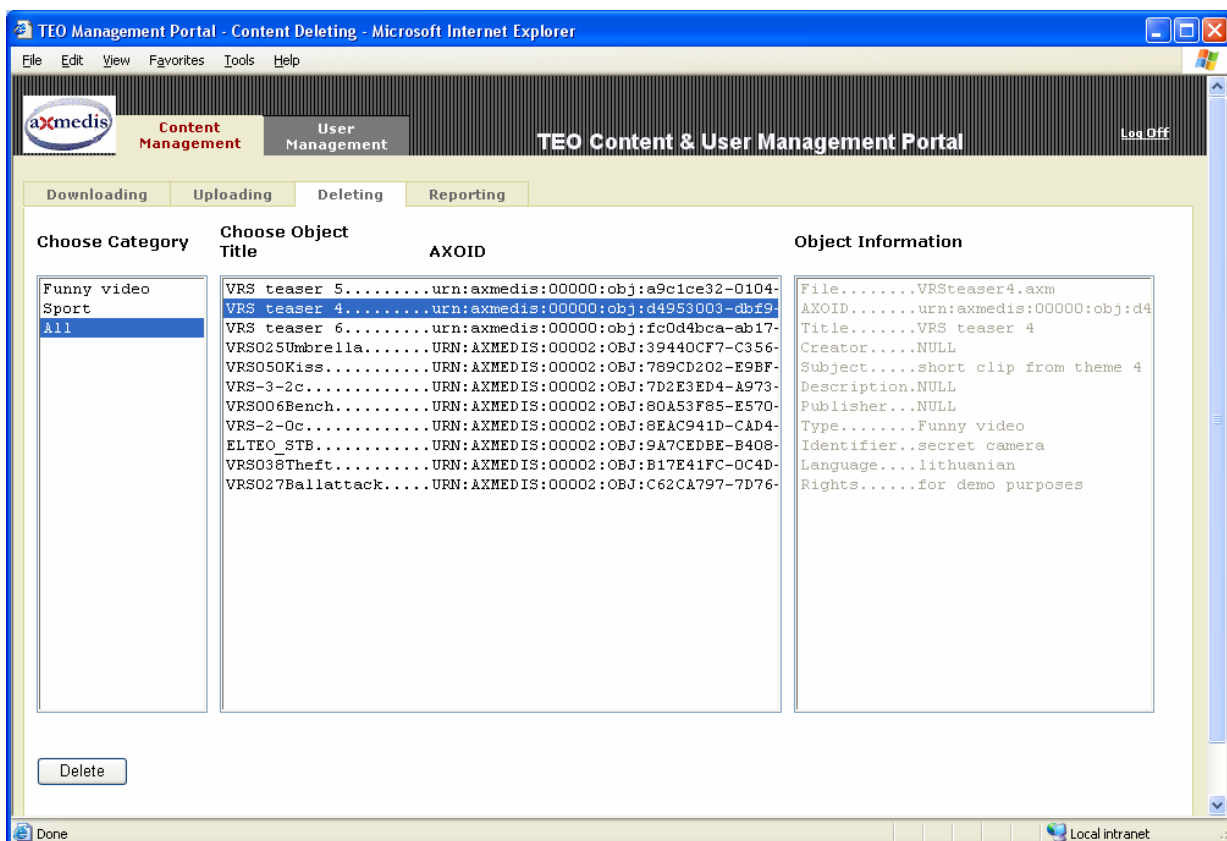 TEO Management Portal - Content Deleting - Microsoft Internet Explorer
File Edit View Favorites Tools Help
axmedis
Content Management
User Management
TEO Content & User Management Portal
Log Off
Downloading Uploading Deleting Reporting
Choose Category
Funny video
Sport
All
Choose Object
Title AXOID
VRS teaser 5.........urn:axmedis:00000:obj:a9c1ce32-0104-
VRS teaser 4.........urn:axmedis:00000:obj:d4953003-dbf9-
VRS teaser 6.........urn:axmedis:00000:obj:fc0d4bca-ab17-
VRS025Umbrella.......URN:AXMEDIS:00002:OBJ:39440CF7-C356-
VRS050Kiss...........URN:AXMEDIS:00002:OBJ:789CD202-E9BF-
VRS-3-2c.............URN:AXMEDIS:00002:OBJ:7D2E3ED4-A973-
VRS006Bench..........URN:AXMEDIS:00002:OBJ:80A53F85-E570-
VRS-2-0c.............URN:AXMEDIS:00002:OBJ:8EAC941D-CAD4-
ELTEO_STB............URN:AXMEDIS:00002:OBJ:9A7CEDBE-B408-
VRS038Theft..........URN:AXMEDIS:00002:OBJ:B17E41FC-0C4D-
VRS027Ballattack.....URN:AXMEDIS:00002:OBJ:C62CA797-7D76-
Object Information
File........VRSteaser4.axm
AXOID.......urn:axmedis:00000:obj:d4
Title.......VRS teaser 4
Creator.....NULL
Subject.....short clip from theme 4
Description.NULL
Publisher...NULL
Type........Funny video
Identifier..secret camera
Language....lithuanian
Rights......for demo purposes
Delete
Done
Local intranet